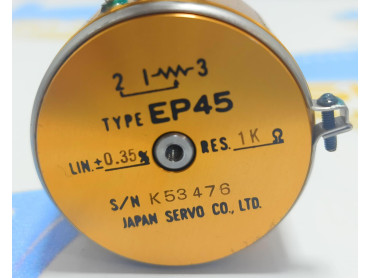 2 1 3
TYPE EP45
LIN.±0.35% RES. 1K Ω
S/N K53476
JAPAN SERVO CO., LTD.